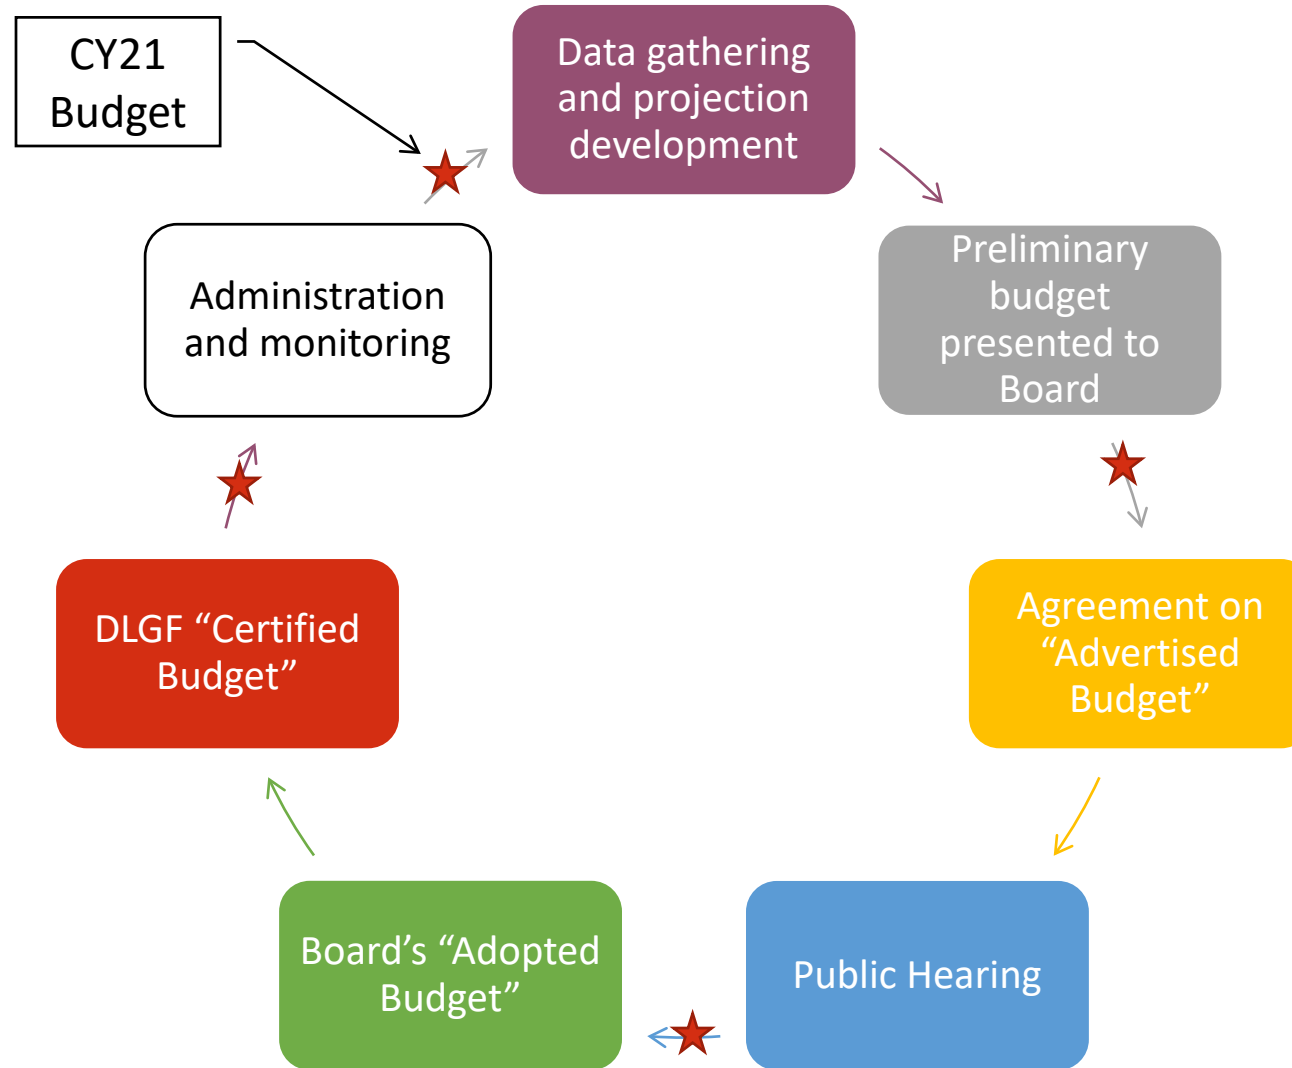 CY21
Budget
Data gathering
and projection
development
Preliminary
budget
presented to
Board
Agreement on
“Advertised
Budget”
Public Hearing
Board’s “Adopted
Budget”
DLGF “Certified
Budget”
Administration
and monitoring